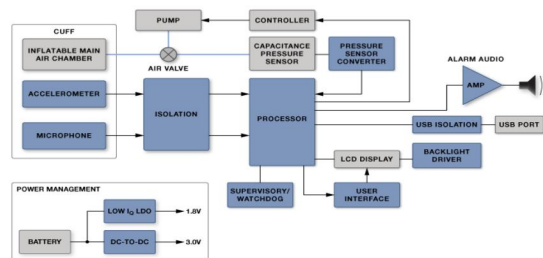 CUFF
PUMP
CONTROLLER
INFLATABLE MAIN
AIR CHAMBER
AIR VALVE
CAPACITANCE
PRESSURE
SENSOR
PRESSURE
SENSOR
CONVERTER
ALARM AUDIO
AMP
ACCELEROMETER
ISOLATION
PROCESSOR
MICROPHONE
USB ISOLATION
USB PORT
LCD DISPLAY
BACKLIGHT
DRIVER
SUPERVISORY/
WATCHDOG
USER
INTERFACE
POWER MANAGEMENT
LOW IQ LDO
1.8V
BATTERY
DC-TO-DC
3.0V